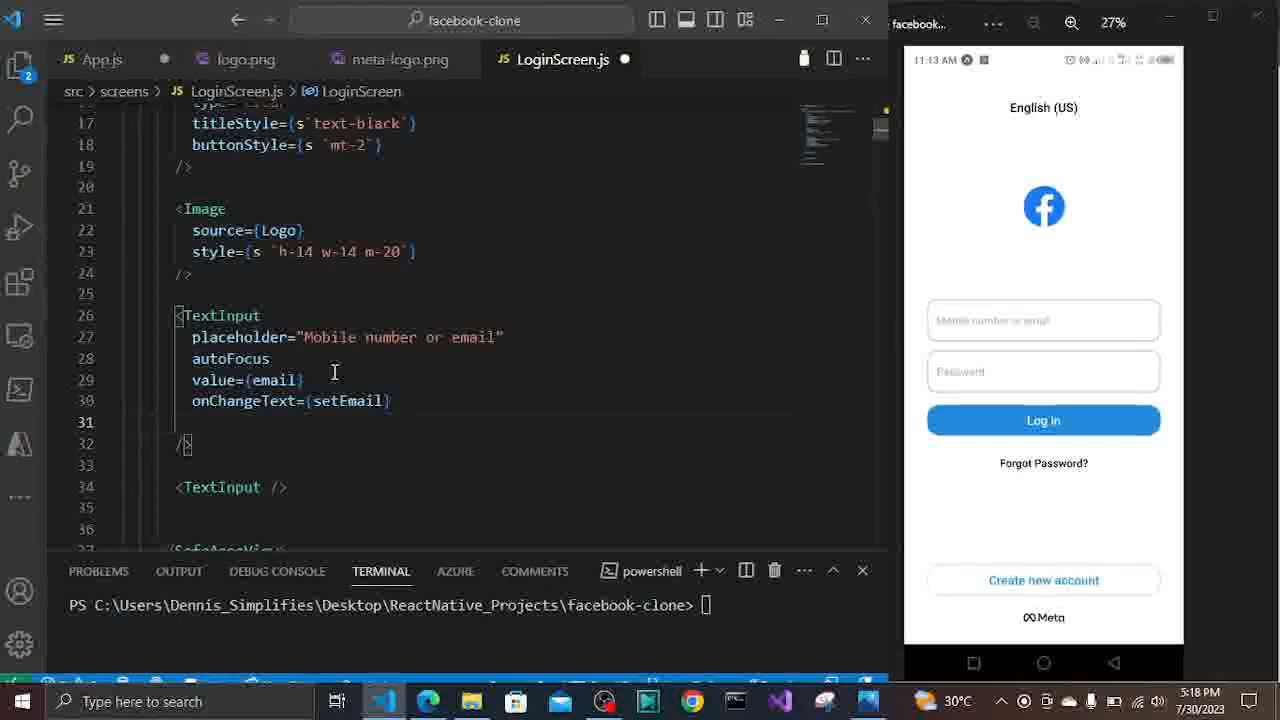 facebook-clone
facebook...
27%
App.js
logo.png
main_logo.png
LoginScreen.js
src > screens > LoginScreen.js > LoginScreen
17 titleStyle={s`text-black`}
18 buttonStyle={s `mt-2`}
19 />
20
21 <Image
22 source={Logo}
23 style={s `h-14 w-14 m-20`}
24 />
25
26 <TextInput
27 placeholder="Mobile number or email"
28 autoFocus
29 value={email}
30 onChangeText={setEmail}
31
32 />
33
34 <TextInput />
35
36
37 </SafeAreaView>
2
PROBLEMS
OUTPUT
DEBUG CONSOLE
TERMINAL
AZURE
COMMENTS
powershell
PS C:\Users\Dennis_Simplifies\Desktop\ReactNative_Projects\facebook-clone>
11:13 AM
English (US)
Mobile number or email
Password
Log in
Forgot Password?
Create new account
Meta
Type here to search
5:18 PM
7/30/2023